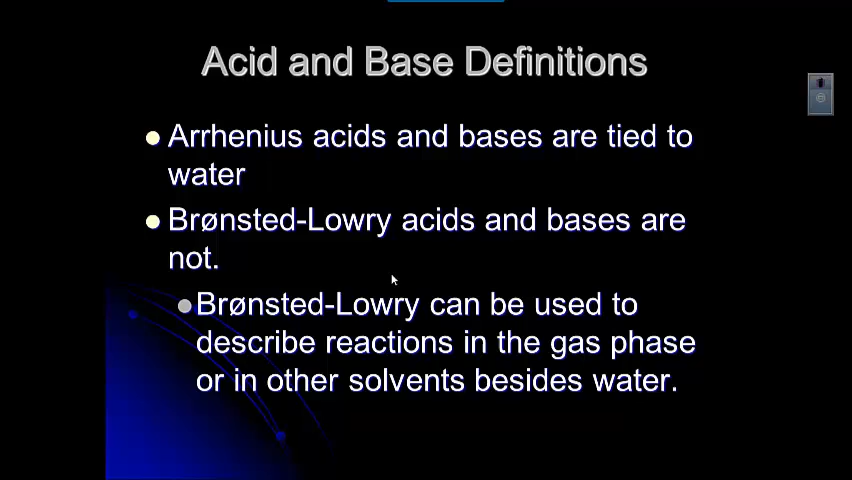 Acid and Base Definitions
Arrhenius acids and bases are tied to
water
Brønsted-Lowry acids and bases are
not.
Brønsted-Lowry can be used to
describe reactions in the gas phase
or in other solvents besides water.